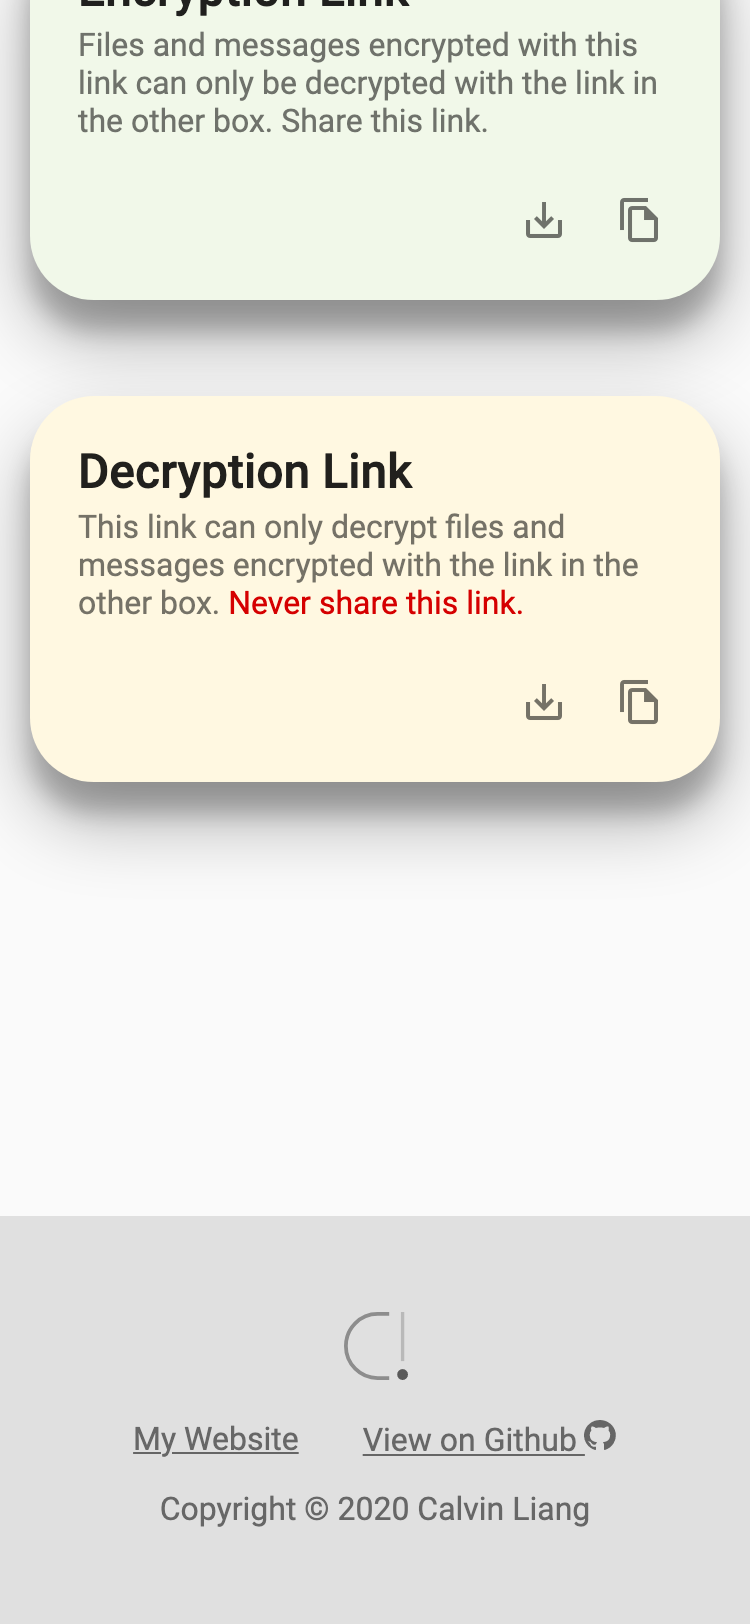 Encryption Link
Files and messages encrypted with this
link can only be decrypted with the link in
the other box. Share this link.
Decryption Link
This link can only decrypt files and
messages encrypted with the link in the
other box. Never share this link.
C!
My Website View on Github
Copyright © 2020 Calvin Liang